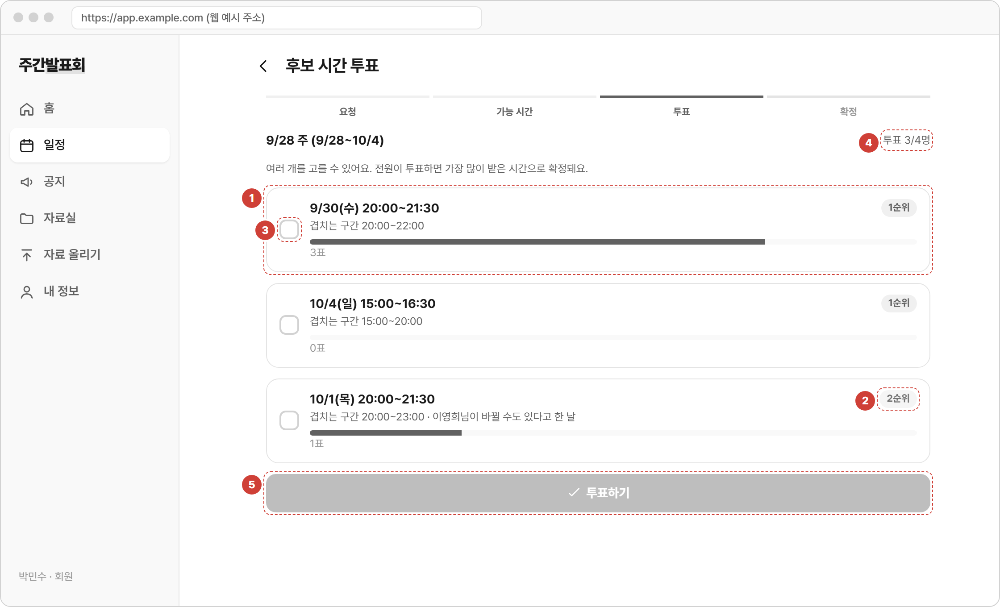 https://app.example.com (웹 예시 주소)
주간발표회
홈
일정
공지
자료실
자료 올리기
내 정보
박민수 · 회원
후보 시간 투표
요청
가능 시간
투표
확정
9/28 주 (9/28~10/4)
4
투표 3/4명
여러 개를 고를 수 있어요. 전원이 투표하면 가장 많이 받은 시간으로 확정돼요.
1
9/30(수) 20:00~21:30
1순위
3
겹치는 구간 20:00~22:00
3표
10/4(일) 15:00~16:30
1순위
겹치는 구간 15:00~20:00
0표
10/1(목) 20:00~21:30
2
2순위
겹치는 구간 20:00~23:00 · 이영희님이 바뀔 수도 있다고 한 날
1표
5
투표하기